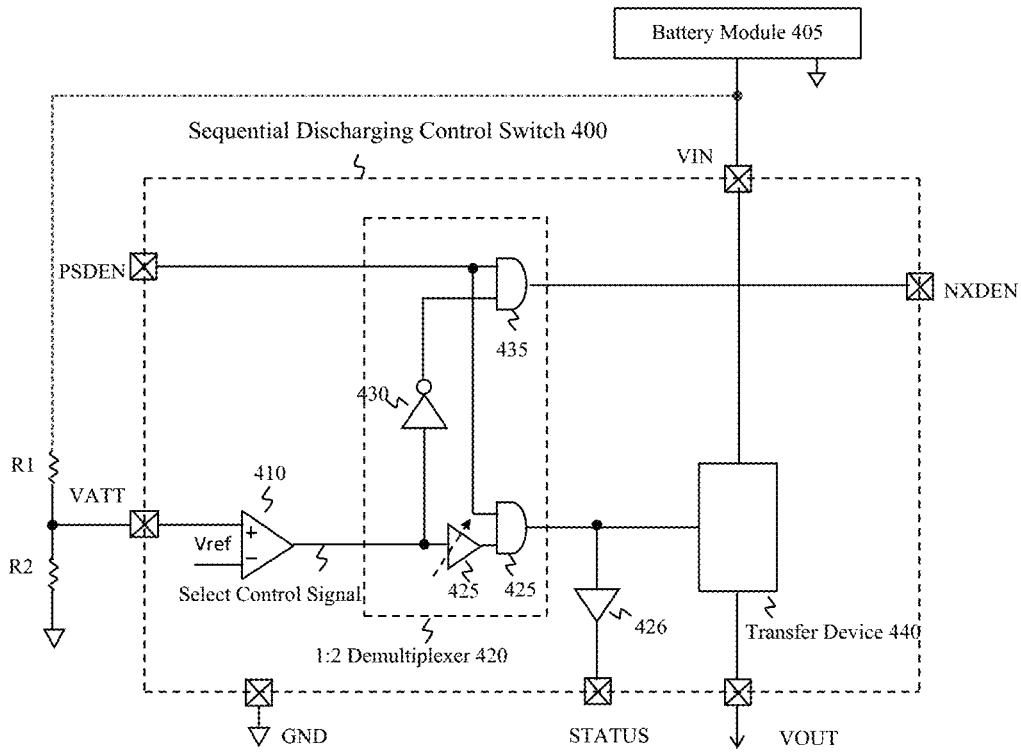 Battery Module 405
Sequential Discharging Control Switch 400
VIN
PSDEN
NXDEN
435
430
R1
VATT
410
Vref
+
−
R2
Select Control Signal
425
425
426
Transfer Device 440
1:2 Demultiplexer 420
GND
STATUS
VOUT